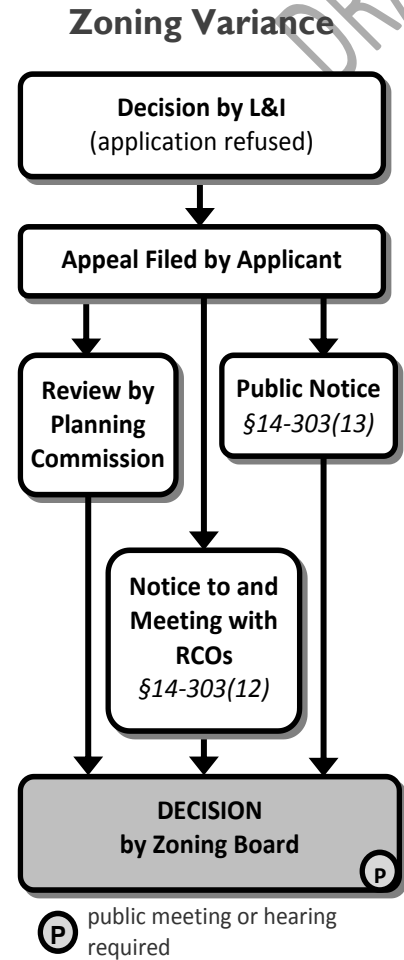 Zoning Variance
Decision by L&I
(application refused)
Appeal Filed by Applicant
Review by
Planning
Commission
Public Notice
§14-303(13)
Notice to and
Meeting with
RCOs
§14-303(12)
DECISION
by Zoning Board
P
P
public meeting or hearing
required